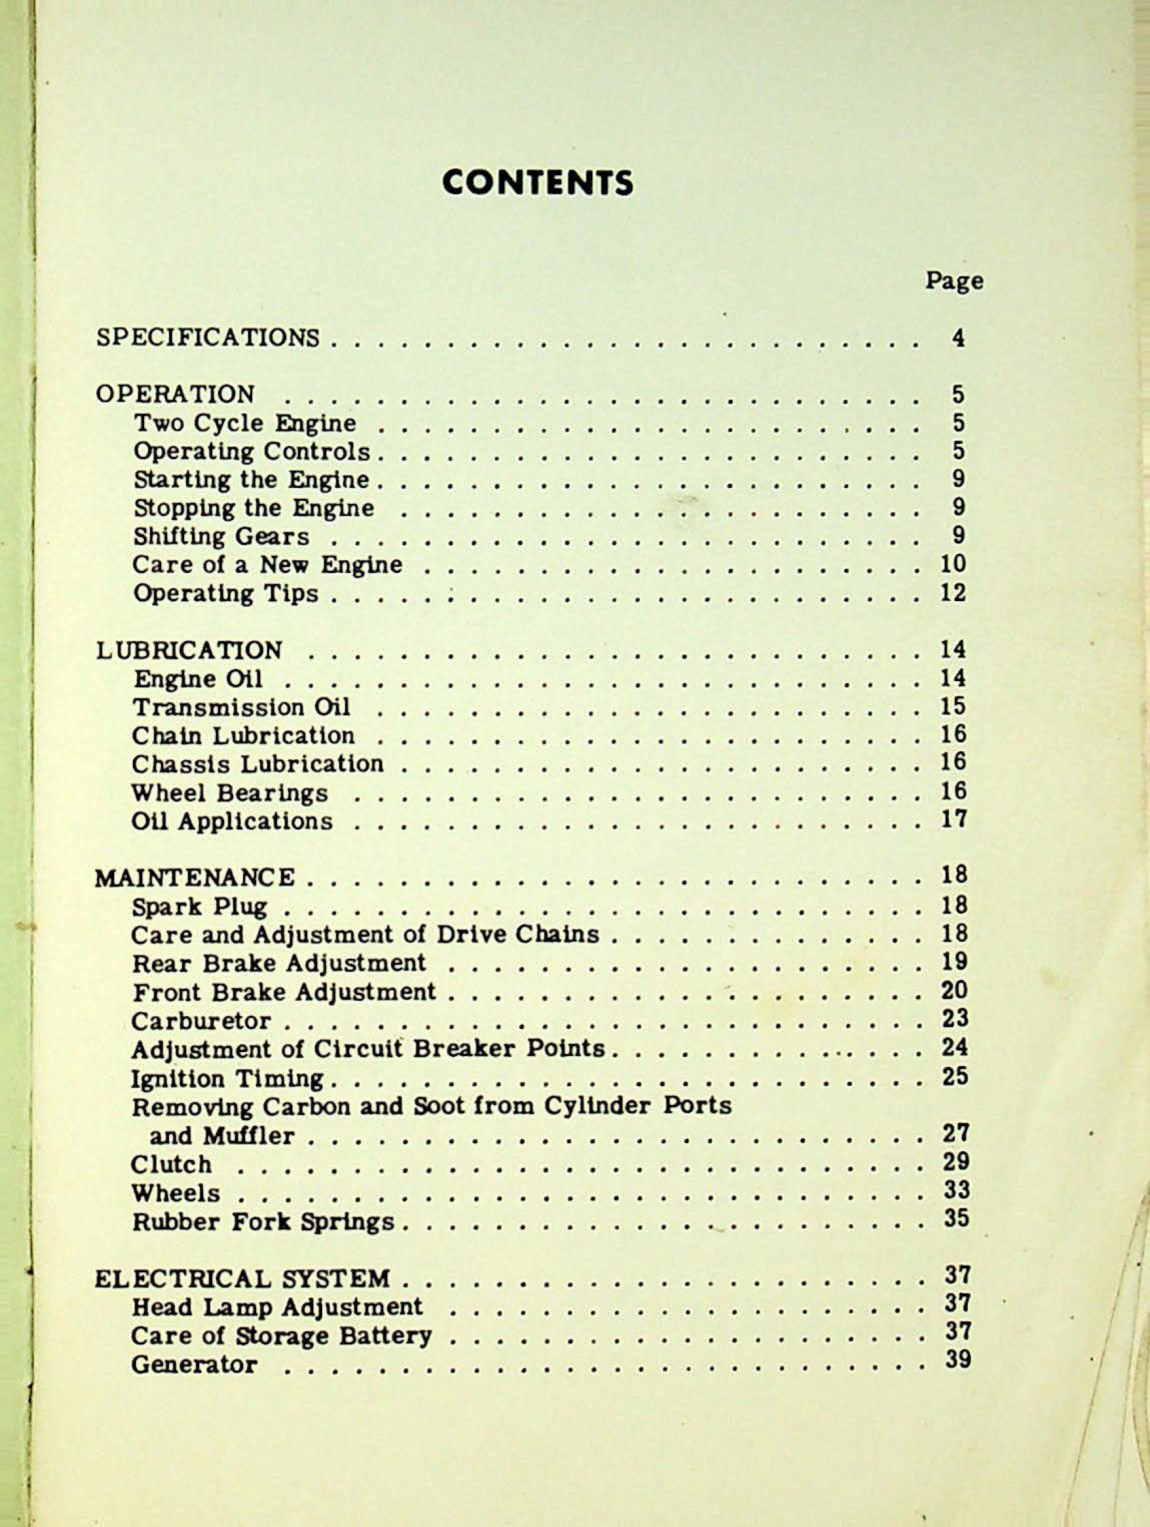 CONTENTS
Page
SPECIFICATIONS . . . . . . . . . . . . . . . . . . . . . . . . . . 4
OPERATION . . . . . . . . . . . . . . . . . . . . . . . . . . . . 5
Two Cycle Engine . . . . . . . . . . . . . . . . . . . . . . . . 5
Operating Controls . . . . . . . . . . . . . . . . . . . . . . . . 5
Starting the Engine . . . . . . . . . . . . . . . . . . . . . . . . 9
Stopping the Engine . . . . . . . . . . . . . . . . . . . . . . . 9
Shifting Gears . . . . . . . . . . . . . . . . . . . . . . . . . . 9
Care of a New Engine . . . . . . . . . . . . . . . . . . . . . . 10
Operating Tips . . . . . . . . . . . . . . . . . . . . . . . . . . 12
LUBRICATION . . . . . . . . . . . . . . . . . . . . . . . . . . . 14
Engine Oil . . . . . . . . . . . . . . . . . . . . . . . . . . . . 14
Transmission Oil . . . . . . . . . . . . . . . . . . . . . . . . 15
Chain Lubrication . . . . . . . . . . . . . . . . . . . . . . . . 16
Chassis Lubrication . . . . . . . . . . . . . . . . . . . . . . . 16
Wheel Bearings . . . . . . . . . . . . . . . . . . . . . . . . . 16
Oil Applications . . . . . . . . . . . . . . . . . . . . . . . . . 17
MAINTENANCE . . . . . . . . . . . . . . . . . . . . . . . . . . . 18
Spark Plug . . . . . . . . . . . . . . . . . . . . . . . . . . . . 18
Care and Adjustment of Drive Chains . . . . . . . . . . . . . . 18
Rear Brake Adjustment . . . . . . . . . . . . . . . . . . . . . 19
Front Brake Adjustment . . . . . . . . . . . . . . . . . . . . . 20
Carburetor . . . . . . . . . . . . . . . . . . . . . . . . . . . . 23
Adjustment of Circuit Breaker Points . . . . . . . . . . . . . . 24
Ignition Timing . . . . . . . . . . . . . . . . . . . . . . . . . . 25
Removing Carbon and Soot from Cylinder Ports
and Muffler . . . . . . . . . . . . . . . . . . . . . . . . . . . 27
Clutch . . . . . . . . . . . . . . . . . . . . . . . . . . . . . . 29
Wheels . . . . . . . . . . . . . . . . . . . . . . . . . . . . . . 33
Rubber Fork Springs . . . . . . . . . . . . . . . . . . . . . . . 35
ELECTRICAL SYSTEM . . . . . . . . . . . . . . . . . . . . . . . 37
Head Lamp Adjustment . . . . . . . . . . . . . . . . . . . . . 37
Care of Storage Battery . . . . . . . . . . . . . . . . . . . . . 37
Generator . . . . . . . . . . . . . . . . . . . . . . . . . . . . 39